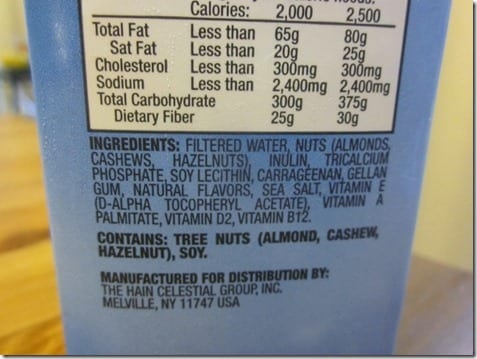 Calories: 2,000 2,500
Total Fat Less than 65g 80g
Sat Fat Less than 20g 25g
Cholesterol Less than 300mg 300mg
Sodium Less than 2,400mg 2,400mg
Total Carbohydrate 300g 375g
Dietary Fiber 25g 30g
INGREDIENTS: FILTERED WATER, NUTS (ALMONDS,
CASHEWS, HAZELNUTS), INULIN, TRICALCIUM
PHOSPHATE, SOY LECITHIN, CARRAGEENAN, GELLAN
GUM, NATURAL FLAVORS, SEA SALT, VITAMIN E
(D-ALPHA TOCOPHERYL ACETATE), VITAMIN A
PALMITATE, VITAMIN D2, VITAMIN B12.
CONTAINS: TREE NUTS (ALMOND, CASHEW,
HAZELNUT), SOY.
MANUFACTURED FOR DISTRIBUTION BY:
THE HAIN CELESTIAL GROUP, INC.
MELVILLE, NY 11747 USA